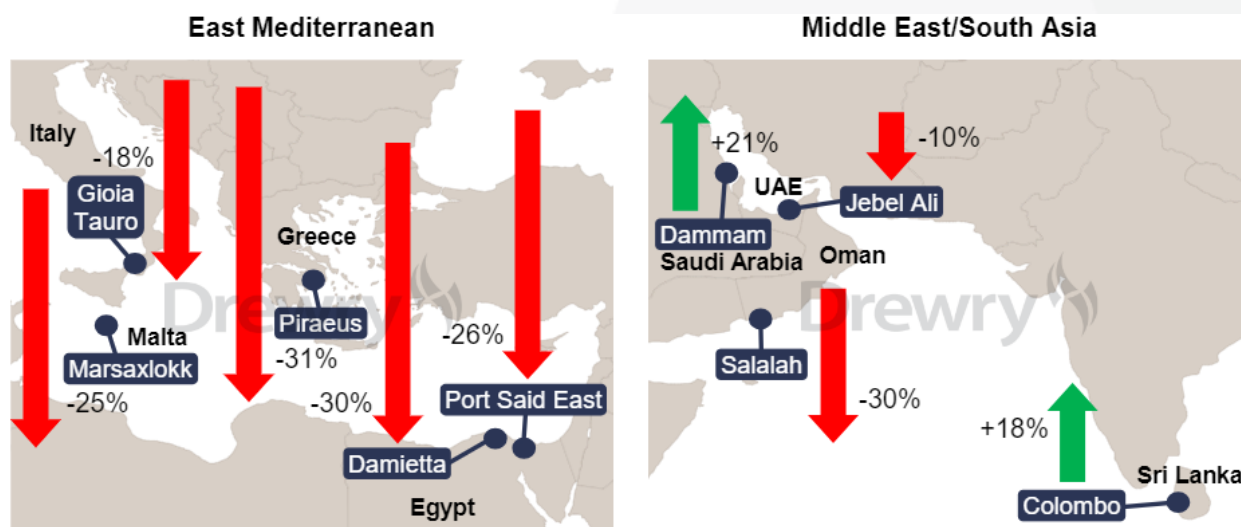 East Mediterranean
Italy
-18%
Gioia
Tauro
Greece
Drewry
Malta
Piraeus
Marsaxlokk
-31%
-26%
-25%
-30%
Port Said East
Damietta
Egypt
Middle East/South Asia
+21%
-10%
UAE
Jebel Ali
Dammam
Saudi Arabia
Oman
Drewry
Salalah
-30%
+18%
Sri Lanka
Colombo